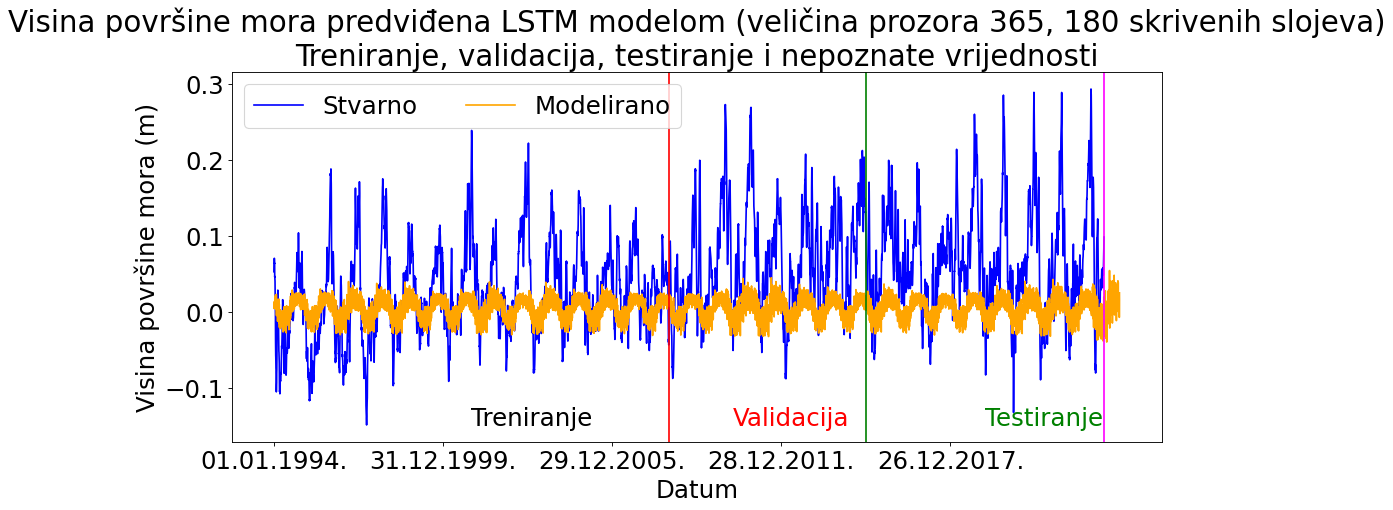 Visina površine mora predviđena LSTM modelom (veličina prozora 365, 180 skrivenih slojeva)
Treniranje, validacija, testiranje i nepoznate vrijednosti
Stvarno Modelirano
Visina površine mora (m)
0.3
0.2
0.1
0.0
−0.1
Treniranje Validacija Testiranje
01.01.1994. 31.12.1999. 29.12.2005. 28.12.2011. 26.12.2017.
Datum